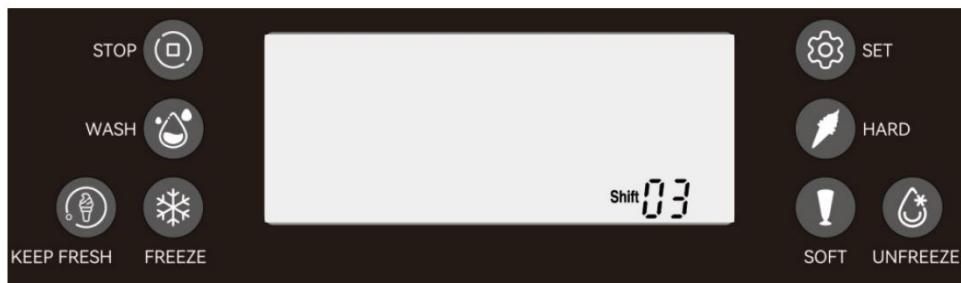 STOP
SET
WASH
HARD
Shift 03
KEEP FRESH
FREEZE
SOFT
UNFREEZE